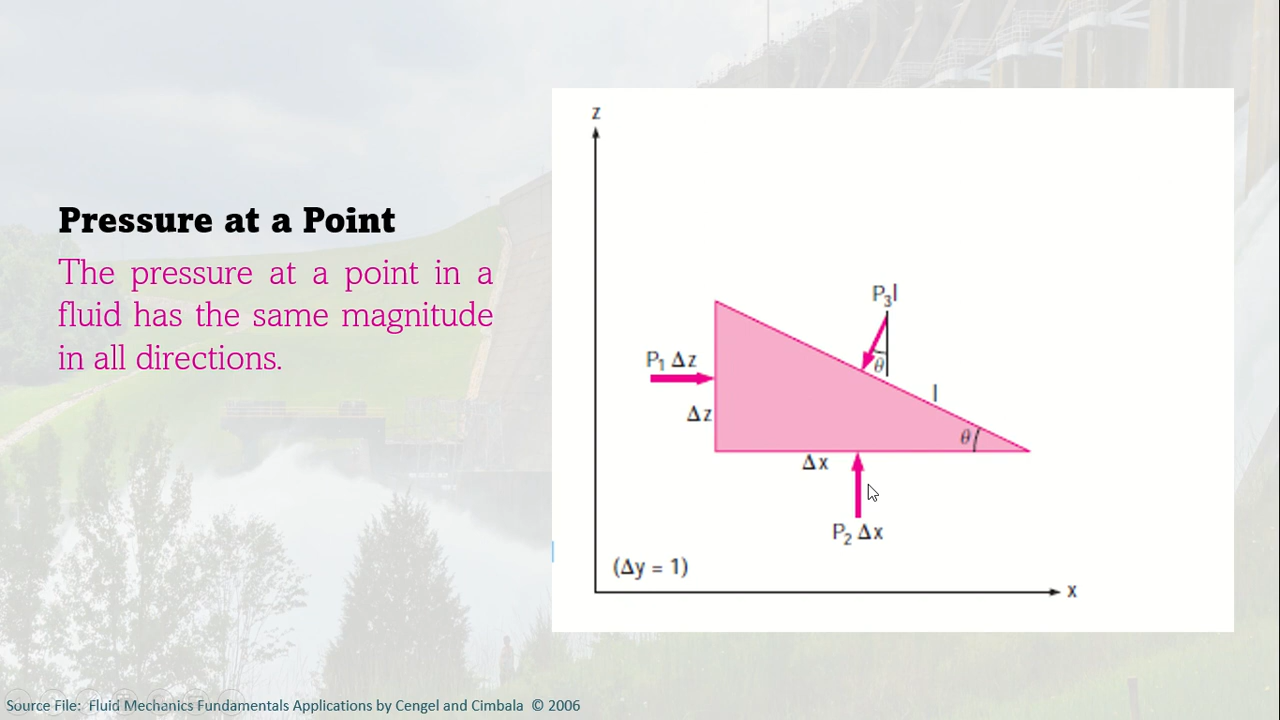 Pressure at a Point
The pressure at a point in a
fluid has the same magnitude
in all directions.
z
P₃l
θ
P₁ Δz
l
Δz
θ
Δx
P₂ Δx
(Δy = 1)
x
Source File: Fluid Mechanics Fundamentals Applications by Cengel and Cimbala © 2006